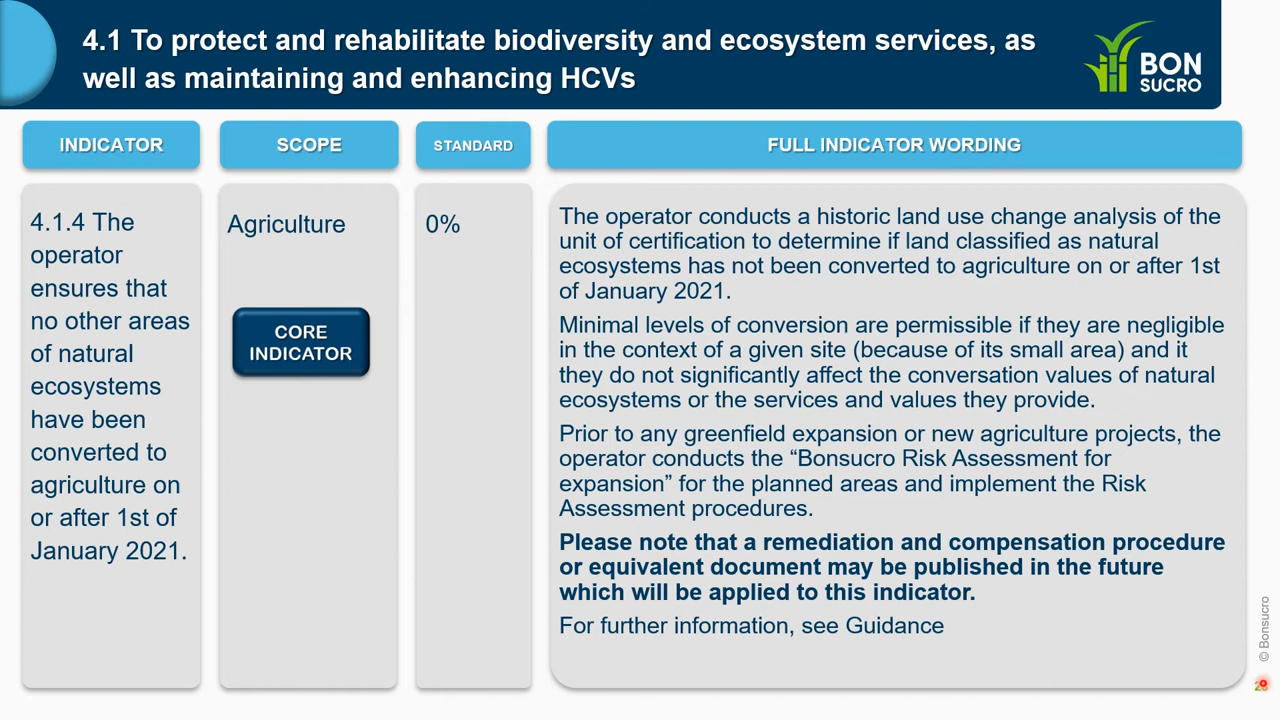 4.1 To protect and rehabilitate biodiversity and ecosystem services, as
well as maintaining and enhancing HCVs
BON
SUCRO
INDICATOR
SCOPE
STANDARD
FULL INDICATOR WORDING
4.1.4 The
operator
ensures that
no other areas
of natural
ecosystems
have been
converted to
agriculture on
or after 1st of
January 2021.
Agriculture
CORE
INDICATOR
0%
The operator conducts a historic land use change analysis of the
unit of certification to determine if land classified as natural
ecosystems has not been converted to agriculture on or after 1st
of January 2021.
Minimal levels of conversion are permissible if they are negligible
in the context of a given site (because of its small area) and it
they do not significantly affect the conversation values of natural
ecosystems or the services and values they provide.
Prior to any greenfield expansion or new agriculture projects, the
operator conducts the “Bonsucro Risk Assessment for
expansion” for the planned areas and implement the Risk
Assessment procedures.
Please note that a remediation and compensation procedure
or equivalent document may be published in the future
which will be applied to this indicator.
For further information, see Guidance
© Bonsucro